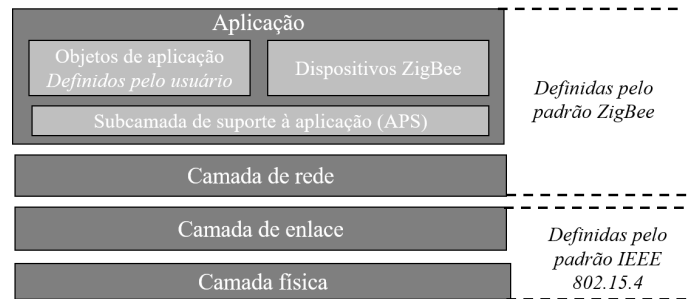 Aplicação
Objetos de aplicação
Definidos pelo usuário
Dispositivos ZigBee
Subcamada de suporte à aplicação (APS)
Definidas pelo
padrão ZigBee
Camada de rede
Camada de enlace
Camada física
Definidas pelo
padrão IEEE
802.15.4